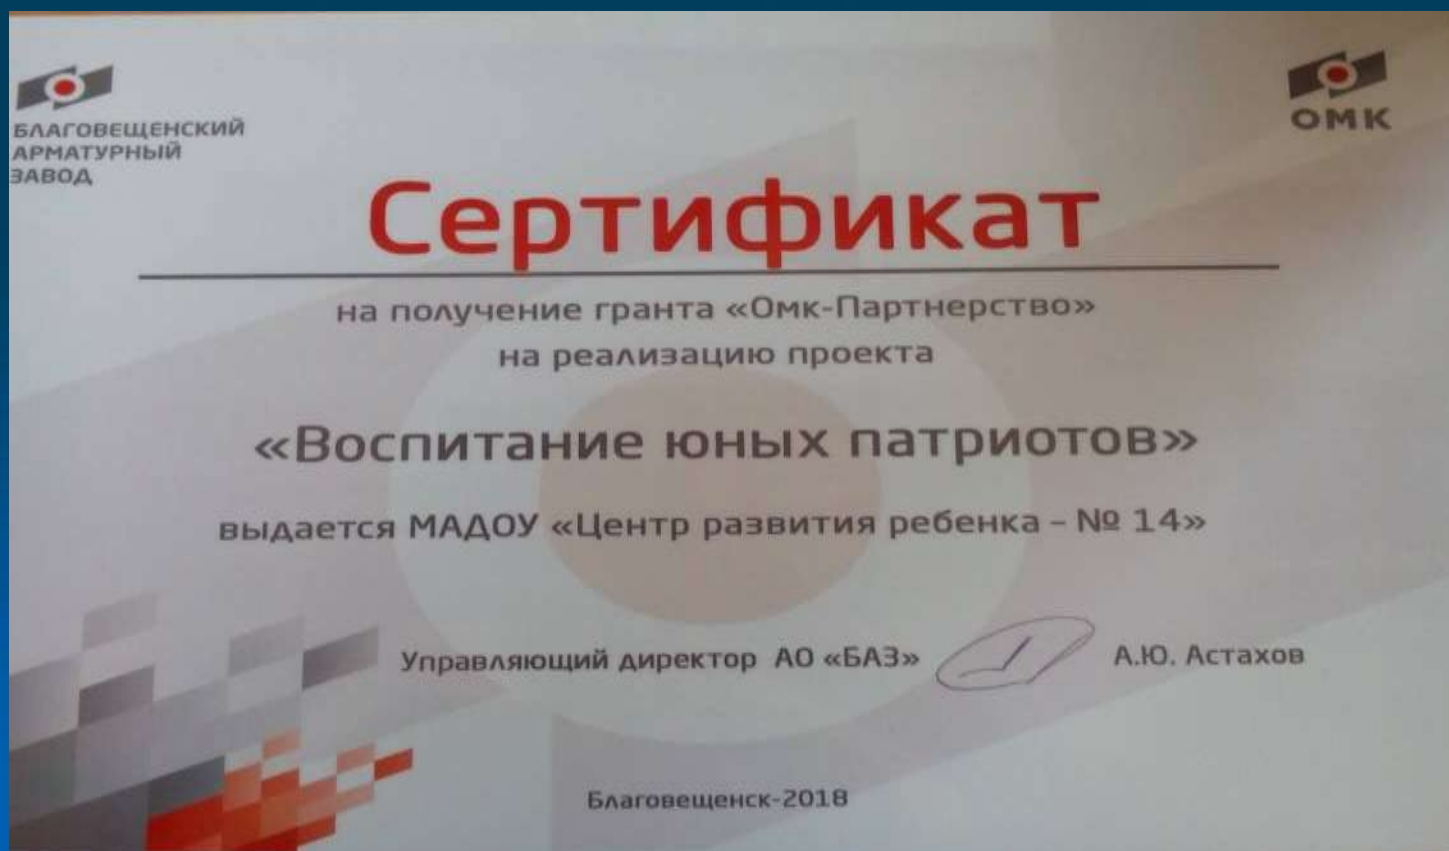 БЛАГОВЕЩЕНСКИЙ
АРМАТУРНЫЙ
ЗАВОД
ОМК
Сертификат
на получение гранта «Омк-Партнерство»
на реализацию проекта
«Воспитание юных патриотов»
выдается МАДОУ «Центр развития ребенка – № 14»
Управляющий директор АО «БАЗ» А.Ю. Астахов
Благовещенск-2018